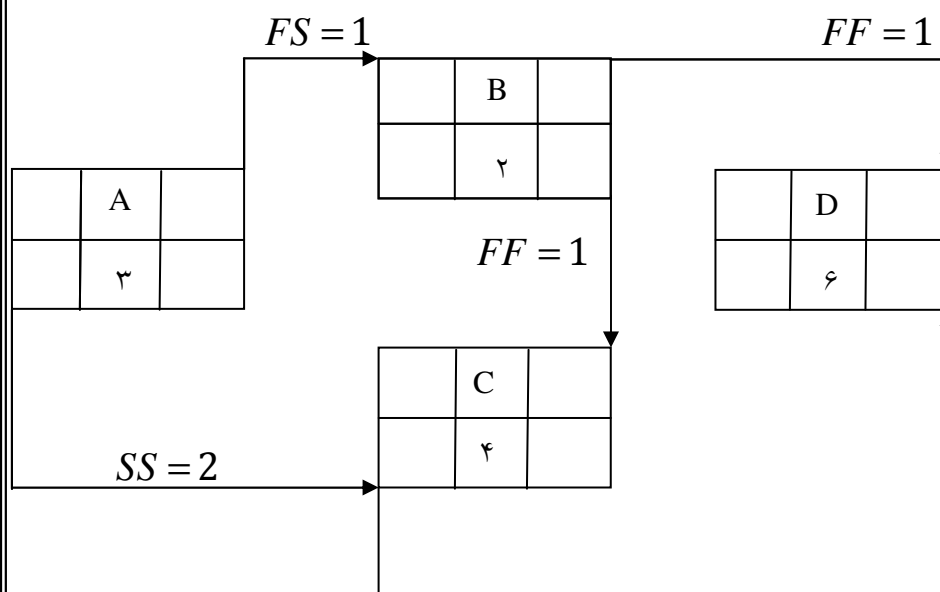 FS = 1
FF = 1
B
۲
A
۳
D
۶
FF = 1
C
۴
SS = 2